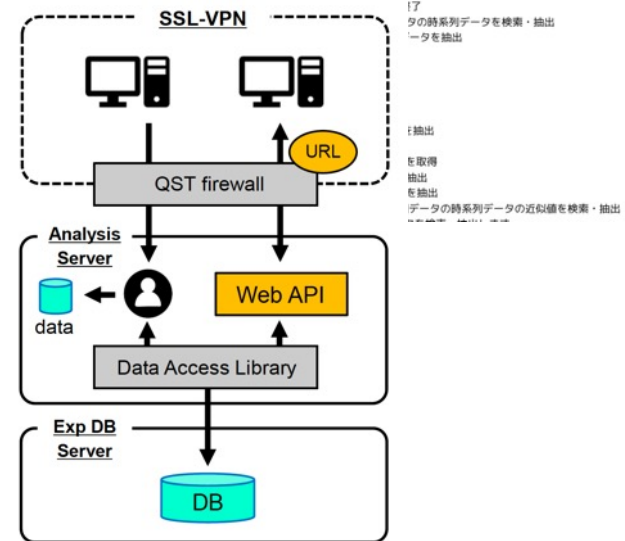 SSL-VPN
URL
QST firewall
Analysis
Server
data
Web API
Data Access Library
Exp DB
Server
DB
了
タの時系列データを検索・抽出
ータを抽出
を抽出
を取得
抽出
を抽出
データの時系列データの近似値を検索・抽出